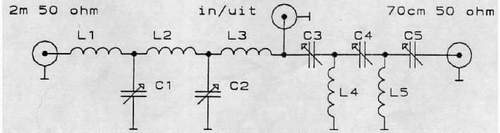 2m 50 ohm in/uit 70cm 50 ohm
L1 L2 L3 C3 C4 C5
C1 C2 L4 L5